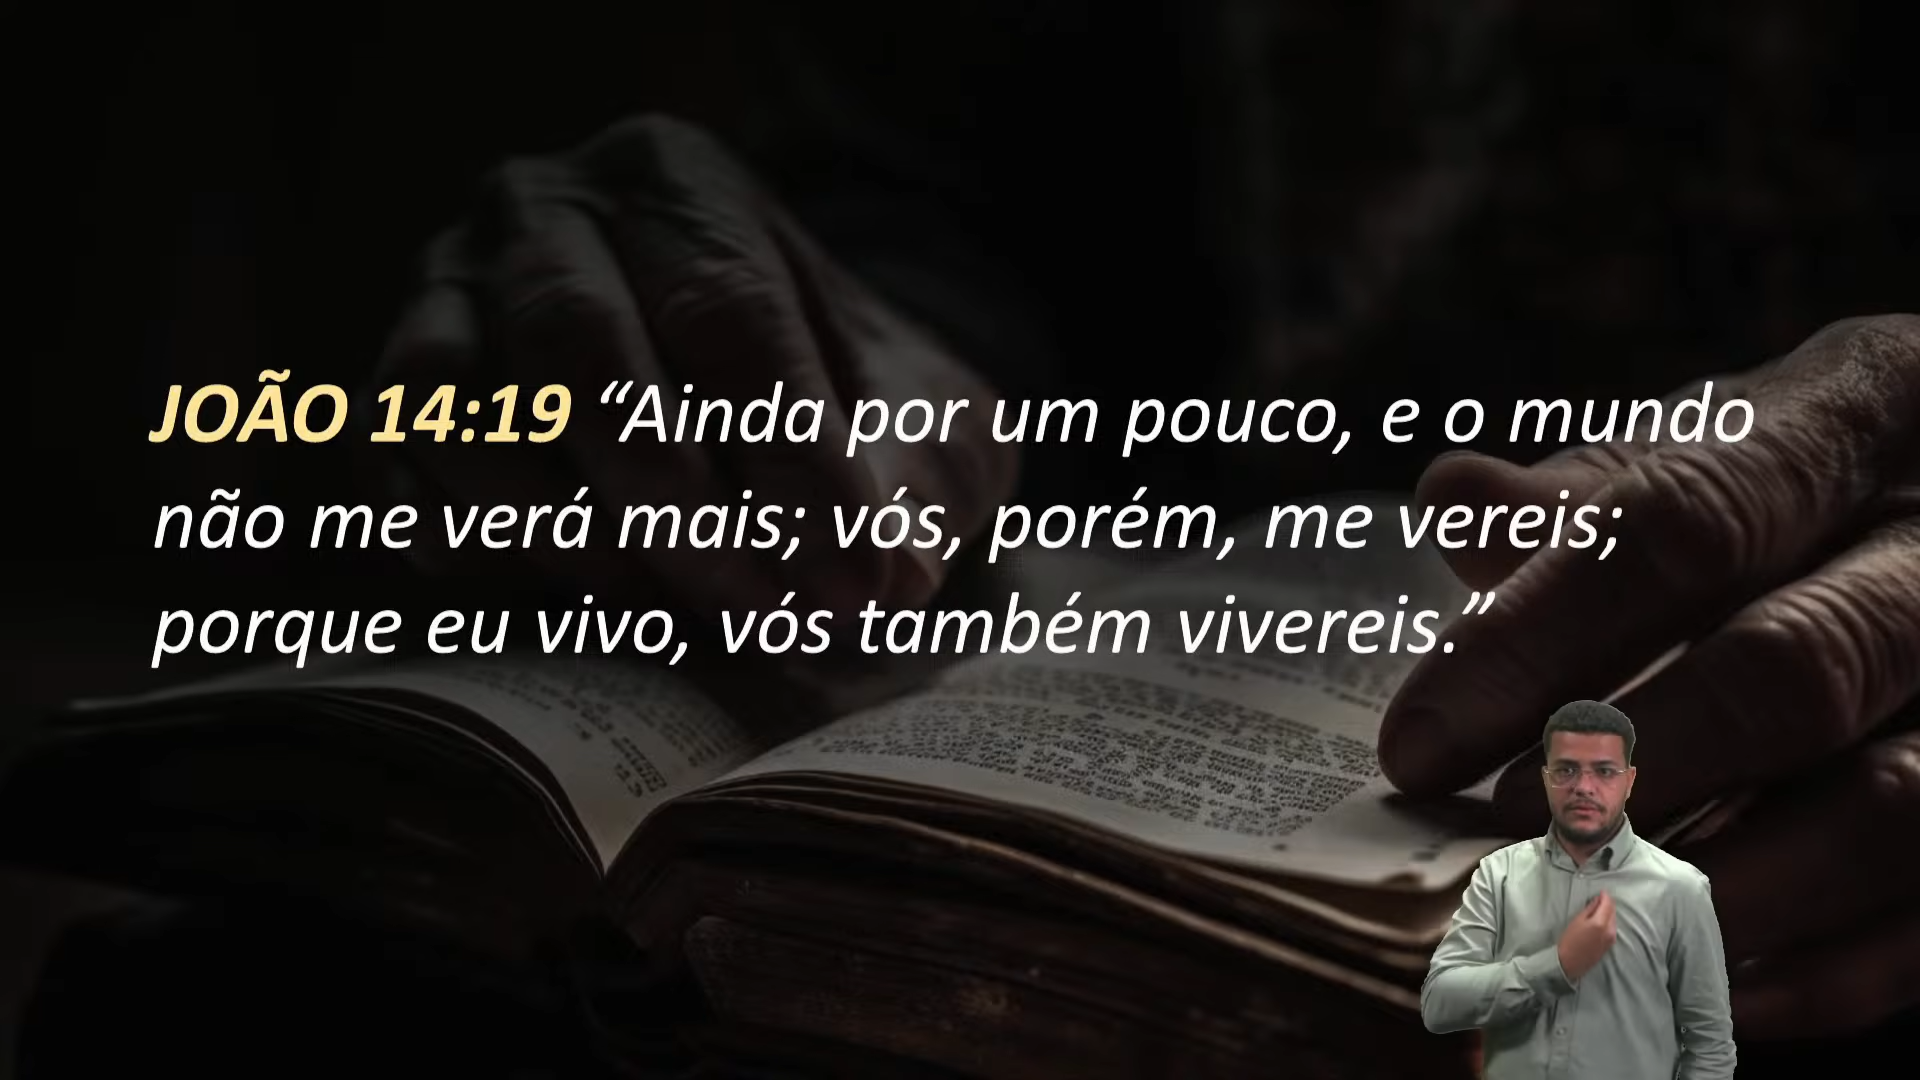 JOÃO 14:19 “Ainda por um pouco, e o mundo
não me verá mais; vós, porém, me vereis;
porque eu vivo, vós também vivereis.”